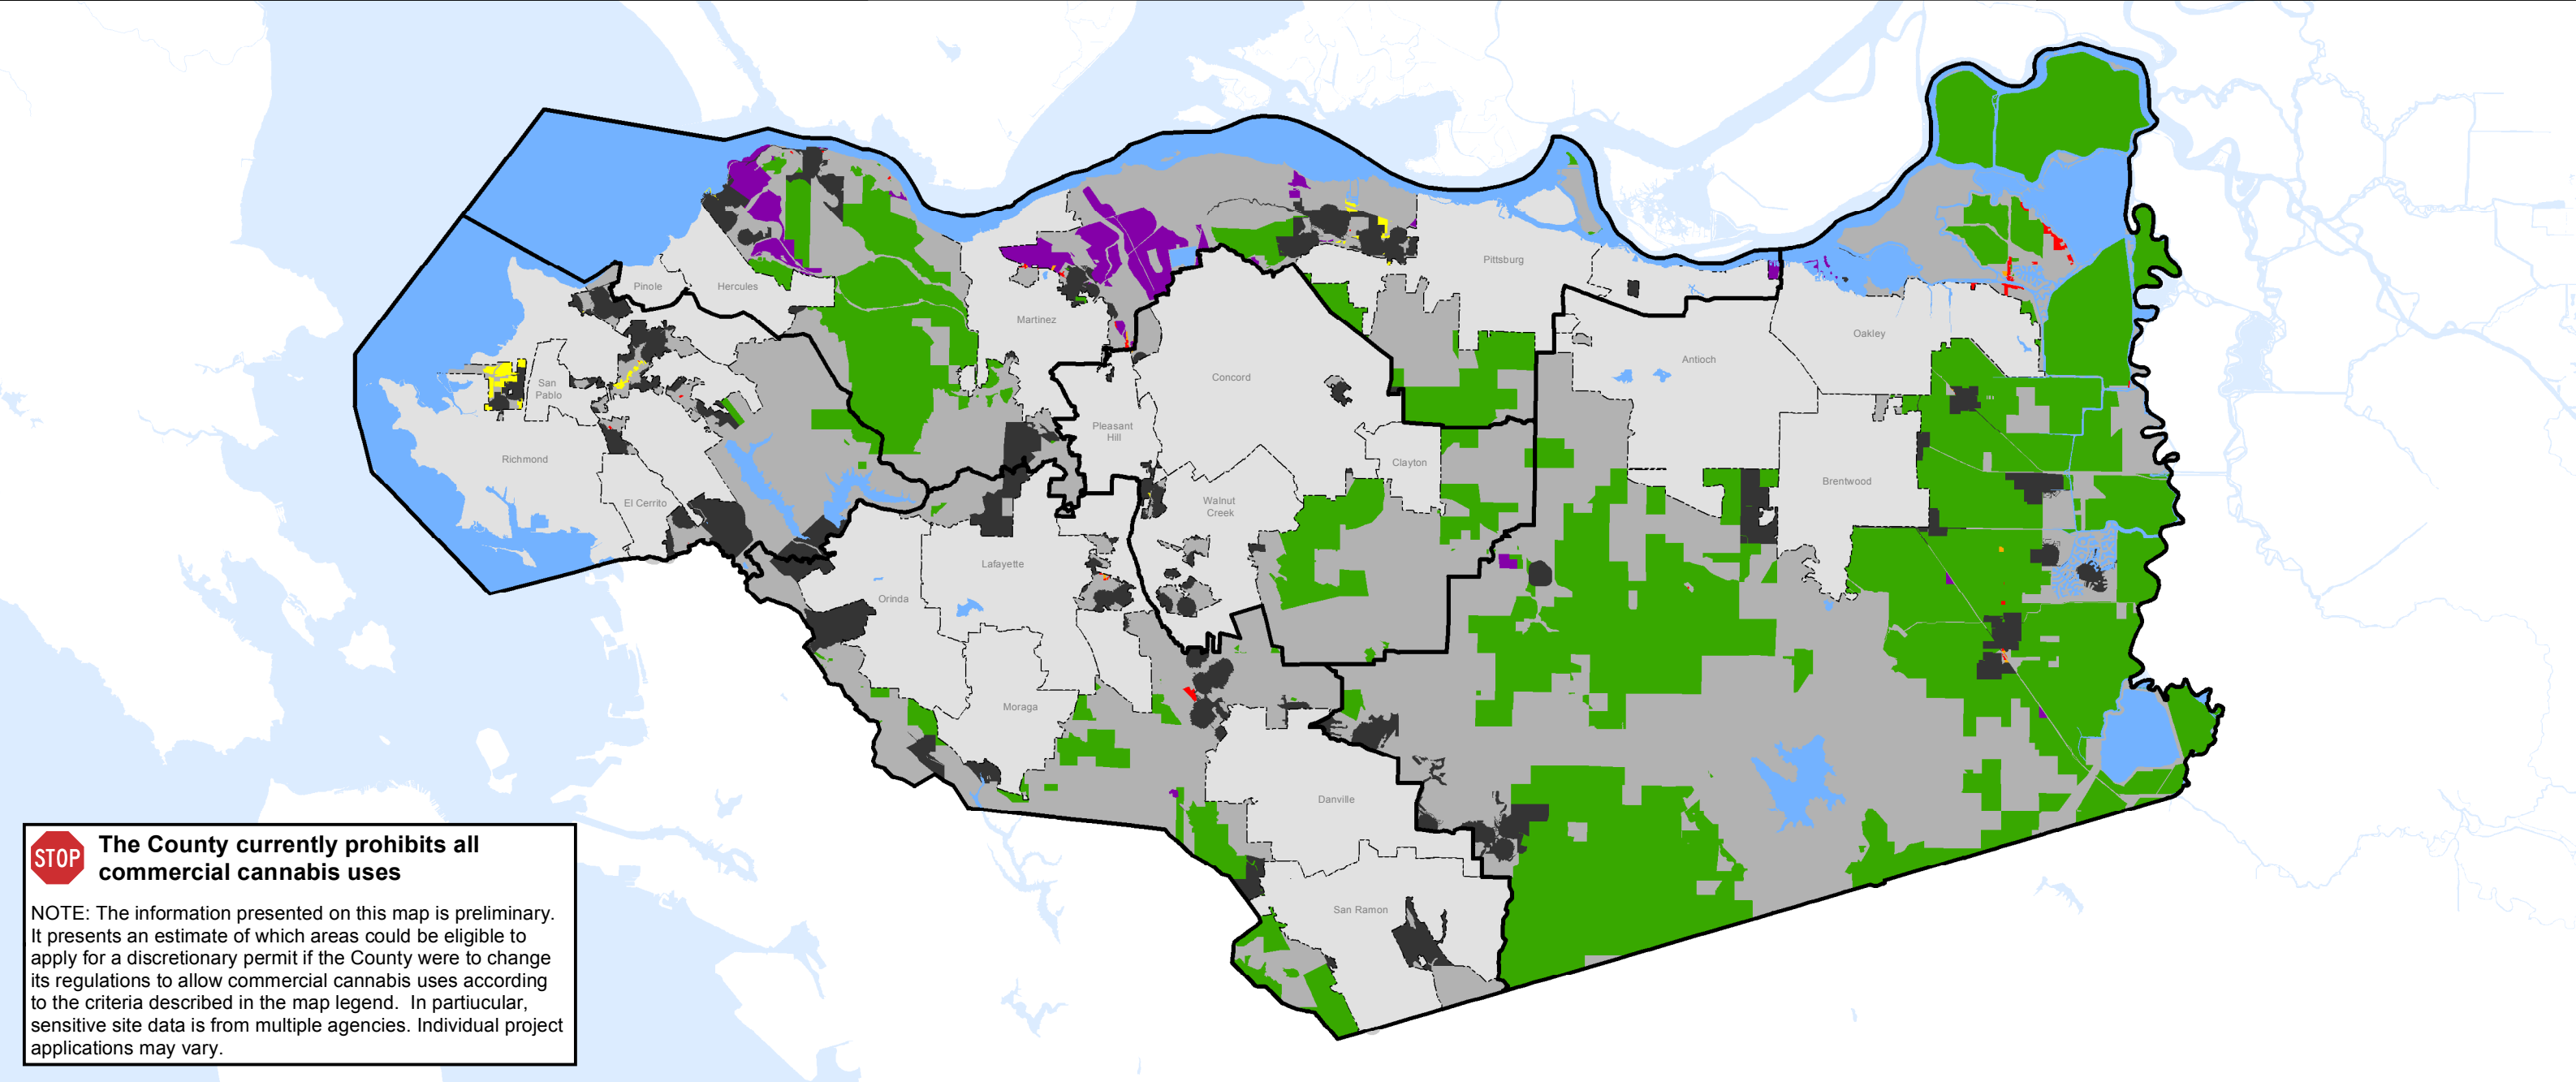 Pittsburg
Pinole
Hercules
Martinez
Oakley
Antioch
Concord
San
Pablo
Pleasant
Hill
Richmond
Clayton
Brentwood
El Cerrito
Walnut
Creek
Lafayette
Orinda
Moraga
Danville
San Ramon
STOP
The County currently prohibits all
commercial cannabis uses
NOTE: The information presented on this map is preliminary.
It presents an estimate of which areas could be eligible to
apply for a discretionary permit if the County were to change
its regulations to allow commercial cannabis uses according
to the criteria described in the map legend.  In partiucular,
sensitive site data is from multiple agencies. Individual project
applications may vary.